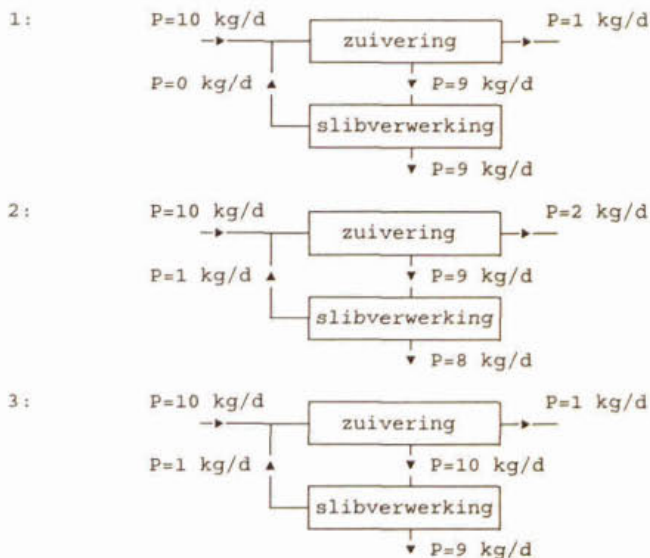 1: P=10 kg/d P=1 kg/d
zuivering
P=0 kg/d P=9 kg/d
slibverwerking
P=9 kg/d
2: P=10 kg/d P=2 kg/d
zuivering
P=1 kg/d P=9 kg/d
slibverwerking
P=8 kg/d
3: P=10 kg/d P=1 kg/d
zuivering
P=1 kg/d P=10 kg/d
slibverwerking
P=9 kg/d